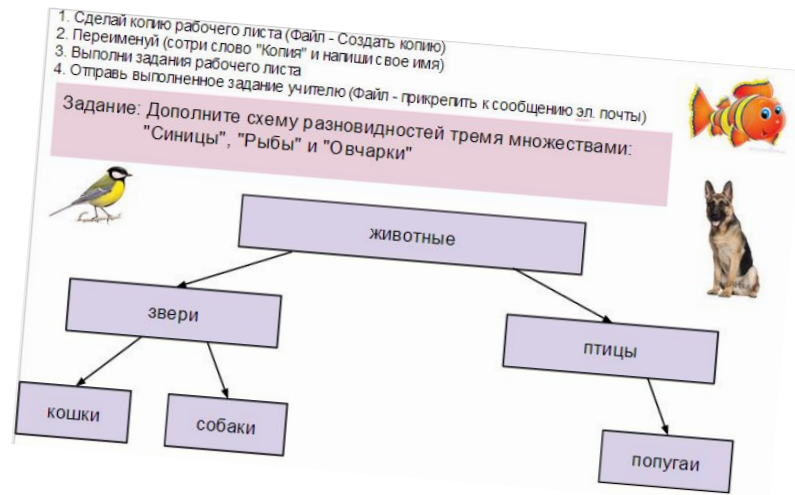 1. Сделай копию рабочего листа (Файл - Создать копию)
2. Переименуй (сотри слово "Копия" и напиши свое имя)
3. Выполни задания рабочего листа
4. Отправь выполненное задание учителю (Файл - прикрепить к сообщению эл. почты)
Задание: Дополните схему разновидностей тремя множествами:
"Синицы", "Рыбы" и "Овчарки"
животные
звери
птицы
кошки
собаки
попугаи